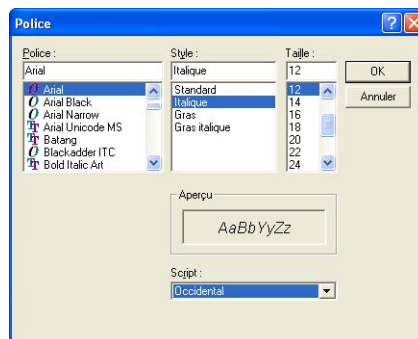 Police
Police :
Arial
Arial
Arial Black
Arial Narrow
Arial Unicode MS
Batang
Blackadder ITC
Bold Italic Art
Style :
Italique
Standard
Italique
Gras
Gras italique
Taille :
12
12
14
16
18
20
22
24
OK
Annuler
Aperçu
AaBbYyZz
Script :
Occidental